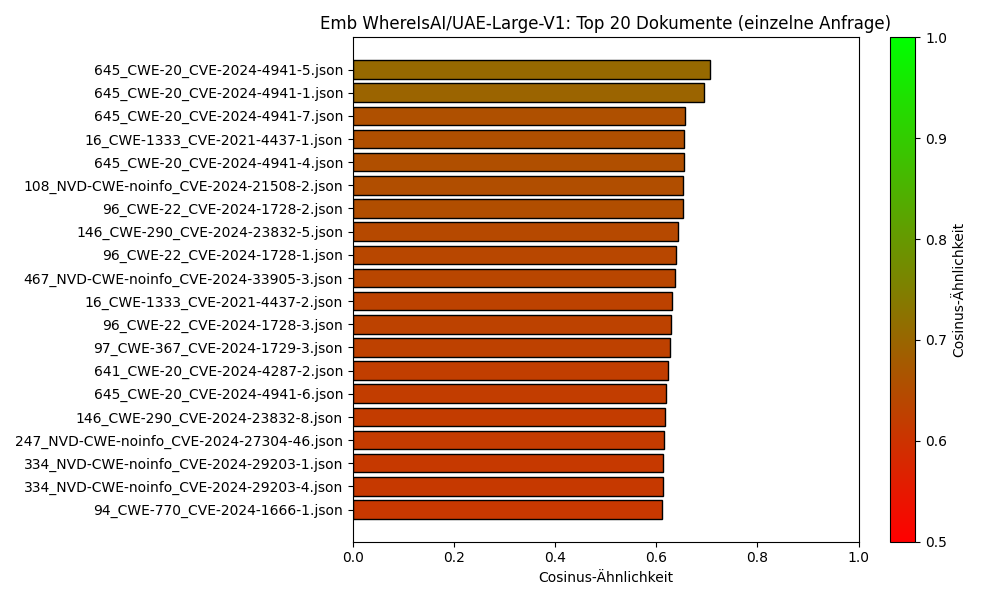 Emb WhereIsAI/UAE-Large-V1: Top 20 Dokumente (einzelne Anfrage)
645_CWE-20_CVE-2024-4941-5.json
645_CWE-20_CVE-2024-4941-1.json
645_CWE-20_CVE-2024-4941-7.json
16_CWE-1333_CVE-2021-4437-1.json
645_CWE-20_CVE-2024-4941-4.json
108_NVD-CWE-noinfo_CVE-2024-21508-2.json
96_CWE-22_CVE-2024-1728-2.json
146_CWE-290_CVE-2024-23832-5.json
96_CWE-22_CVE-2024-1728-1.json
467_NVD-CWE-noinfo_CVE-2024-33905-3.json
16_CWE-1333_CVE-2021-4437-2.json
96_CWE-22_CVE-2024-1728-3.json
97_CWE-367_CVE-2024-1729-3.json
641_CWE-20_CVE-2024-4287-2.json
645_CWE-20_CVE-2024-4941-6.json
146_CWE-290_CVE-2024-23832-8.json
247_NVD-CWE-noinfo_CVE-2024-27304-46.json
334_NVD-CWE-noinfo_CVE-2024-29203-1.json
334_NVD-CWE-noinfo_CVE-2024-29203-4.json
94_CWE-770_CVE-2024-1666-1.json
0.0 0.2 0.4 0.6 0.8 1.0
Cosinus-Ähnlichkeit
1.0
0.9
0.8
0.7
0.6
0.5
Cosinus-Ähnlichkeit